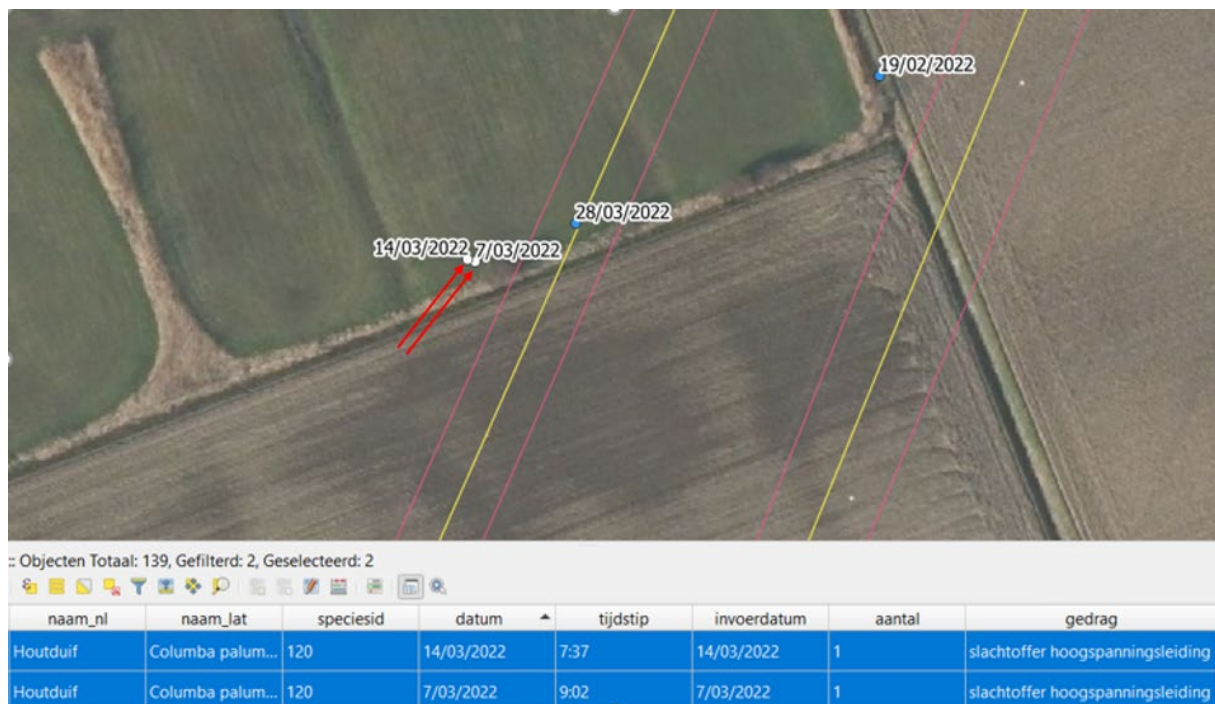 19/02/2022
28/03/2022
14/03/2022 7/03/2022
:: Objecten Totaal: 139, Gefilterd: 2, Geselecteerd: 2
naam_nl naam_lat speciesid datum tijdstip invoerdatum aantal gedrag
Houtduif Columba palum... 120 14/03/2022 7:37 14/03/2022 1 slachtoffer hoogspanningsleiding
Houtduif Columba palum... 120 7/03/2022 9:02 7/03/2022 1 slachtoffer hoogspanningsleiding